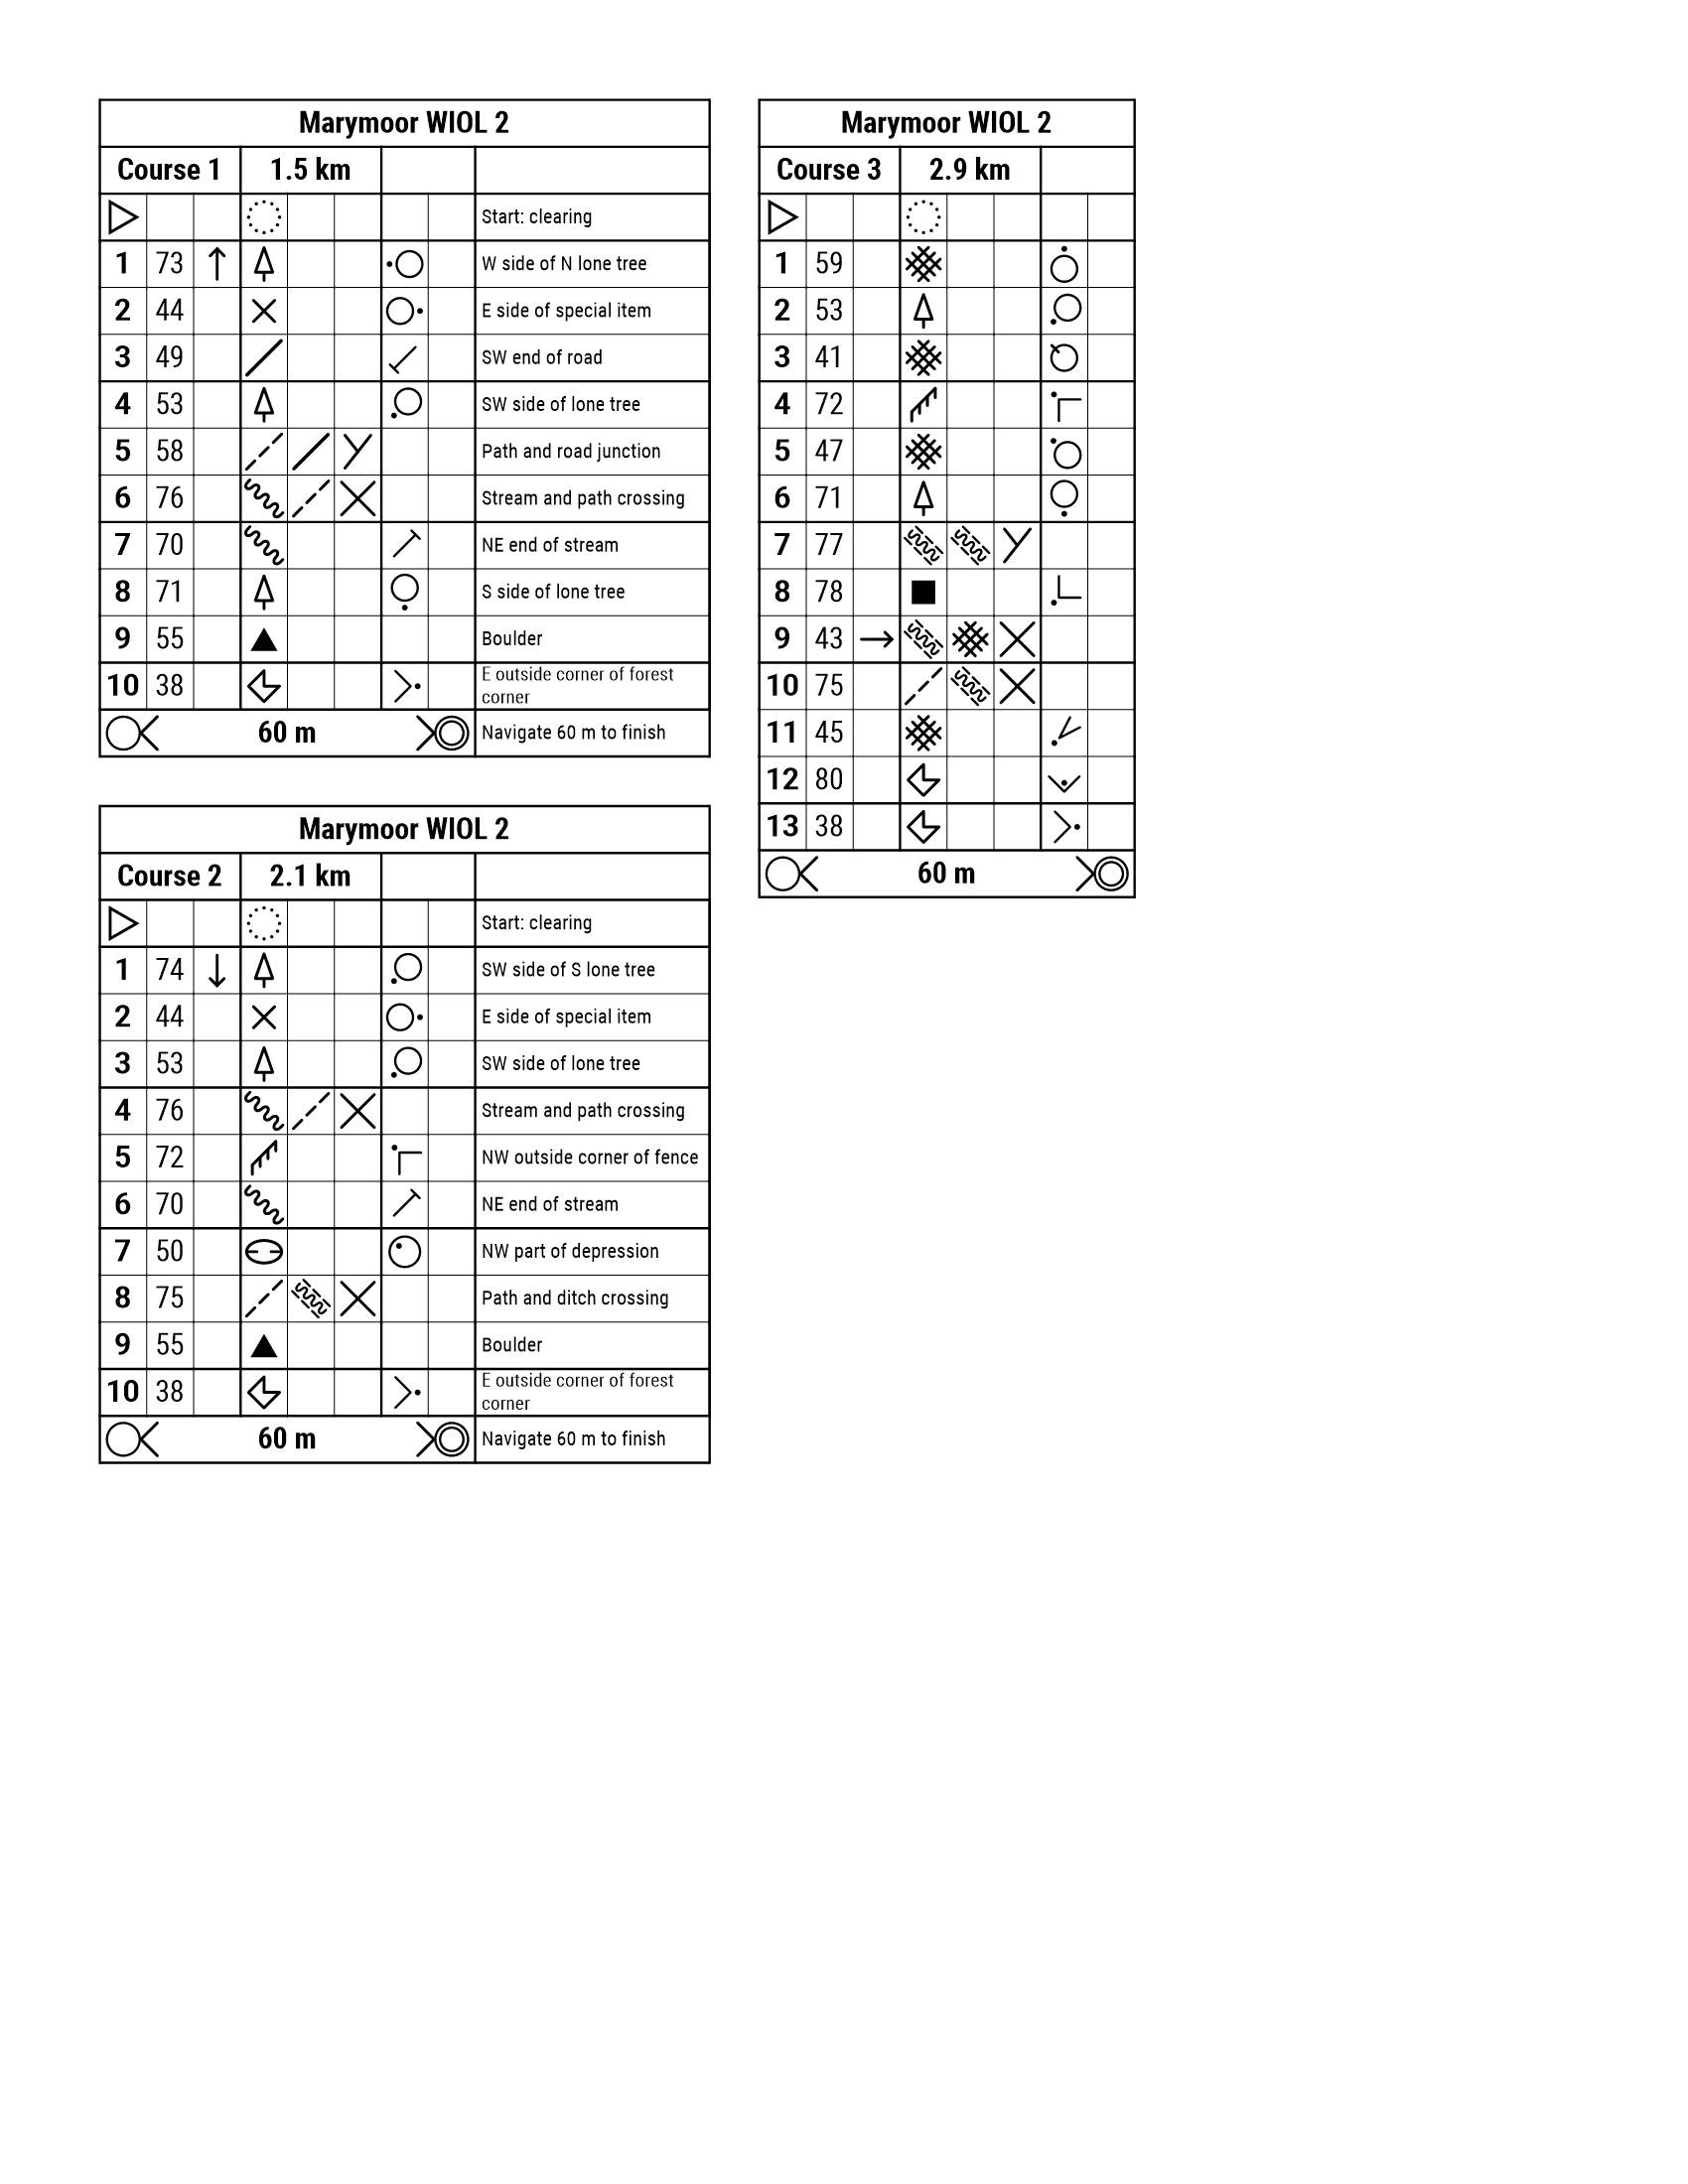 Marymoor WIOL 2
Course 1 1.5 km
Start: clearing
1 73 W side of N lone tree
2 44 E side of special item
3 49 SW end of road
4 53 SW side of lone tree
5 58 Path and road junction
6 76 Stream and path crossing
7 70 NE end of stream
8 71 S side of lone tree
9 55 Boulder
10 38 E outside corner of forest
corner
60 m Navigate 60 m to finish
Marymoor WIOL 2
Course 2 2.1 km
Start: clearing
1 74 SW side of S lone tree
2 44 E side of special item
3 53 SW side of lone tree
4 76 Stream and path crossing
5 72 NW outside corner of fence
6 70 NE end of stream
7 50 NW part of depression
8 75 Path and ditch crossing
9 55 Boulder
10 38 E outside corner of forest
corner
60 m Navigate 60 m to finish
Marymoor WIOL 2
Course 3 2.9 km
1 59
2 53
3 41
4 72
5 47
6 71
7 77
8 78
9 43
10 75
11 45
12 80
13 38
60 m